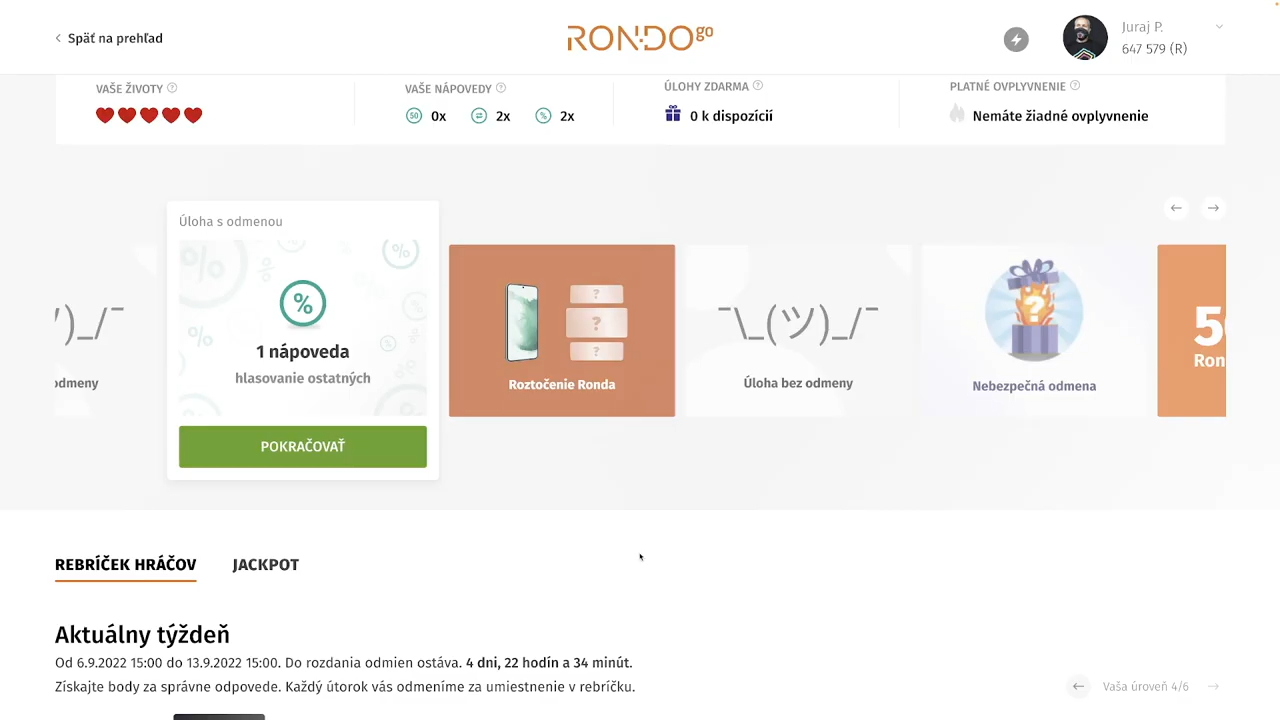 Späť na prehľad
RONDO go
Juraj P.
647 579 (R)
VAŠE ŽIVOTY
VAŠE NÁPOVEDY
ÚLOHY ZDARMA
PLATNÉ OVPLYVNENIE
50 0x
2x
% 2x
0 k dispozícií
Nemáte žiadné ovplyvnenie
Úloha s odmenou
%
1 nápoveda
hlasovanie ostatných
POKRAČOVAŤ
?
?
?
Roztočenie Ronda
¯\_(ツ)_/¯
Úloha bez odmeny
?
Nebezpečná odmena
REBRÍČEK HRÁČOV
JACKPOT
Aktuálny týždeň
Od 6.9.2022 15:00 do 13.9.2022 15:00. Do rozdania odmien ostáva. 4 dni, 22 hodín a 34 minút.
Získajte body za správne odpovede. Každý útorok vás odmeníme za umiestnenie v rebríčku.
Vaša úroveň 4/6